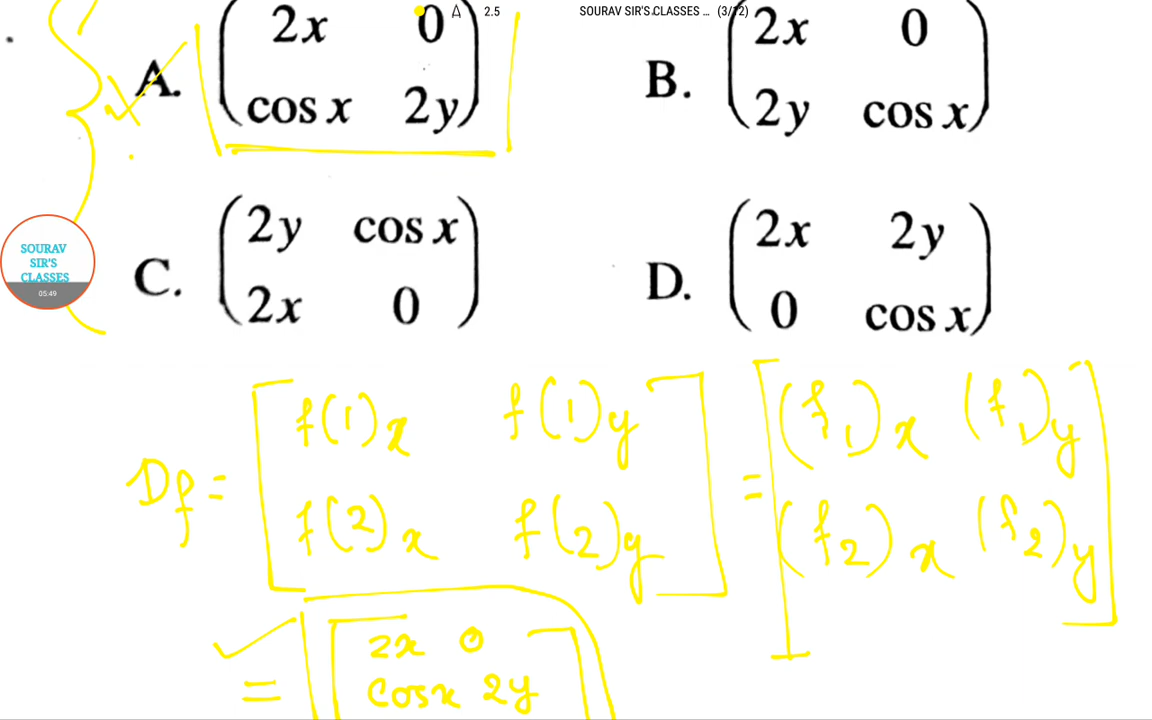 A 2.5 SOURAV SIR'S CLASSES ... (3/12)
A. (2x 0
cos x 2y)
B. (2x 0
2y cos x)
C. (2y cos x
2x 0)
D. (2x 2y
0 cos x)
SOURAV
SIR'S
CLASSES
05:49
Df = [f(1)x f(1)y
f(2)x f(2)y]
= [(f₁)x (f₁)y
(f₂)x (f₂)y]
= [2x 0
cosx 2y]